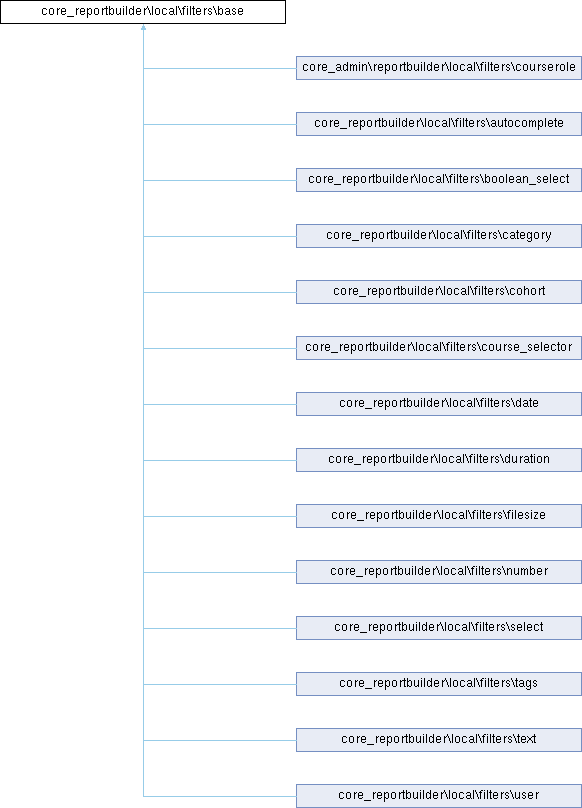 core_reportbuilder\local\filters\base
core_admin\reportbuilder\local\filters\courserole
core_reportbuilder\local\filters\autocomplete
core_reportbuilder\local\filters\boolean_select
core_reportbuilder\local\filters\category
core_reportbuilder\local\filters\cohort
core_reportbuilder\local\filters\course_selector
core_reportbuilder\local\filters\date
core_reportbuilder\local\filters\duration
core_reportbuilder\local\filters\filesize
core_reportbuilder\local\filters\number
core_reportbuilder\local\filters\select
core_reportbuilder\local\filters\tags
core_reportbuilder\local\filters\text
core_reportbuilder\local\filters\user